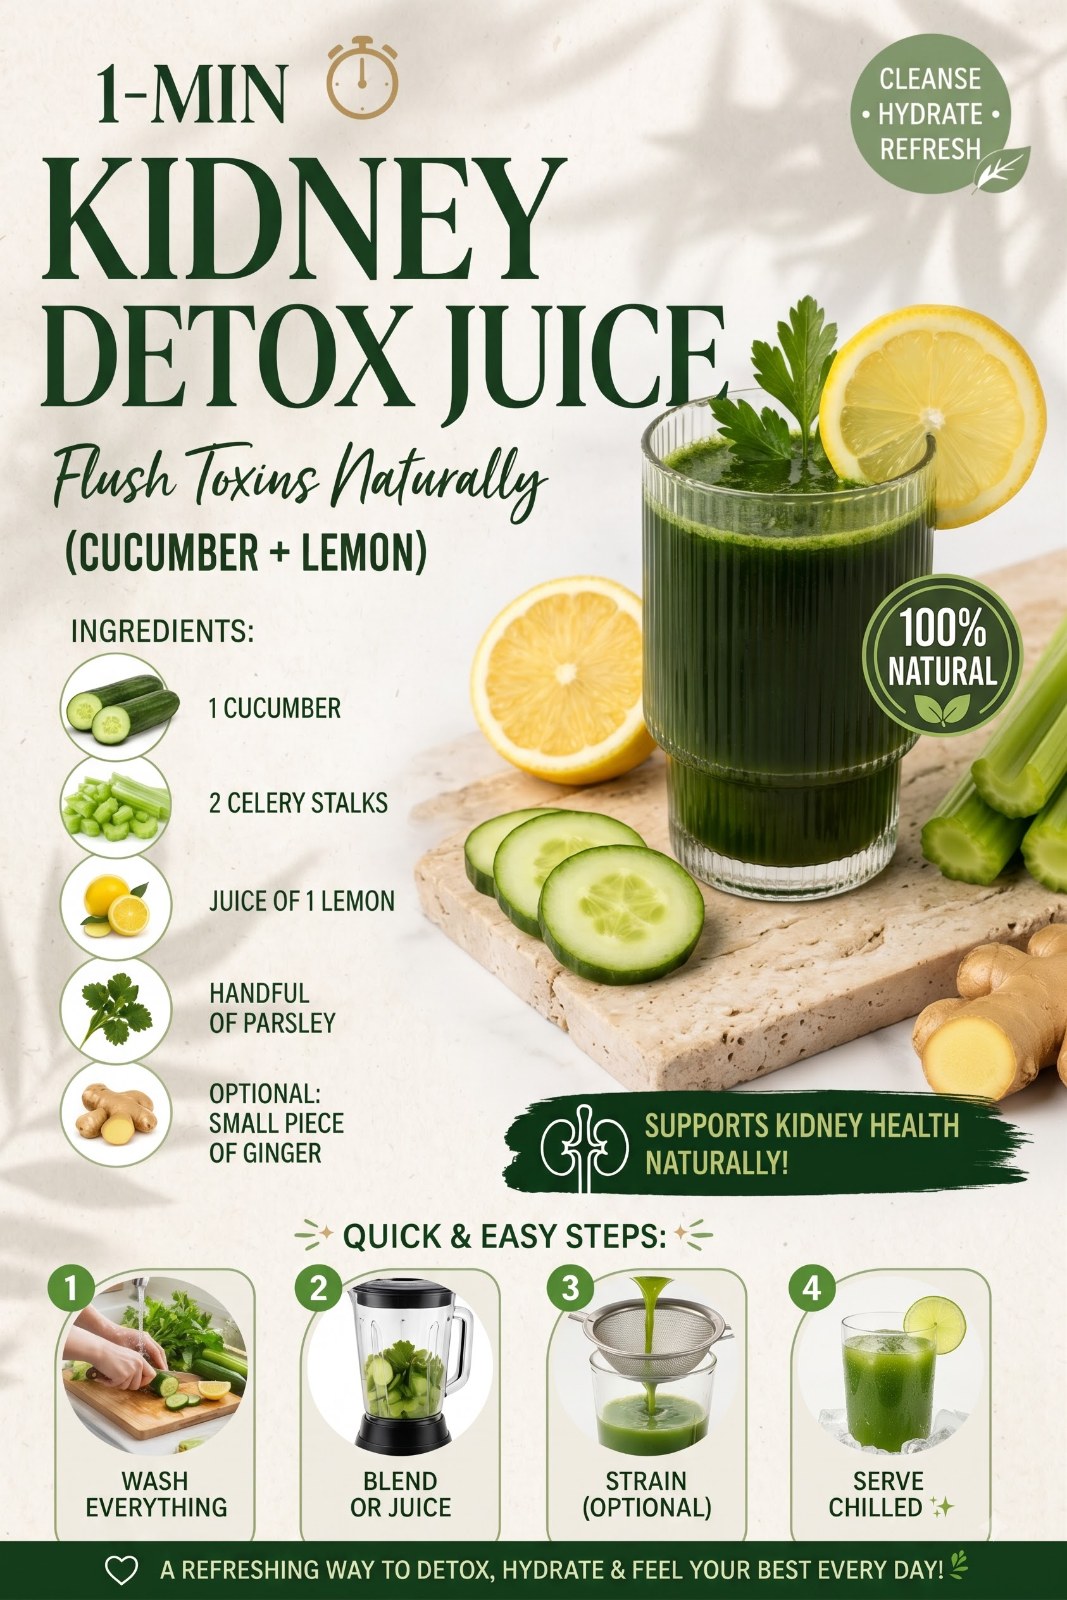 1-MIN
KIDNEY
DETOX JUICE
Flush Toxins Naturally
(CUCUMBER + LEMON)
CLEANSE
• HYDRATE •
REFRESH
100%
NATURAL
INGREDIENTS:
1 CUCUMBER
2 CELERY STALKS
JUICE OF 1 LEMON
HANDFUL
OF PARSLEY
OPTIONAL:
SMALL PIECE
OF GINGER
SUPPORTS KIDNEY HEALTH
NATURALLY!
QUICK & EASY STEPS:
1
WASH
EVERYTHING
2
BLEND
OR JUICE
3
STRAIN
(OPTIONAL)
4
SERVE
CHILLED
A REFRESHING WAY TO DETOX, HYDRATE & FEEL YOUR BEST EVERY DAY!